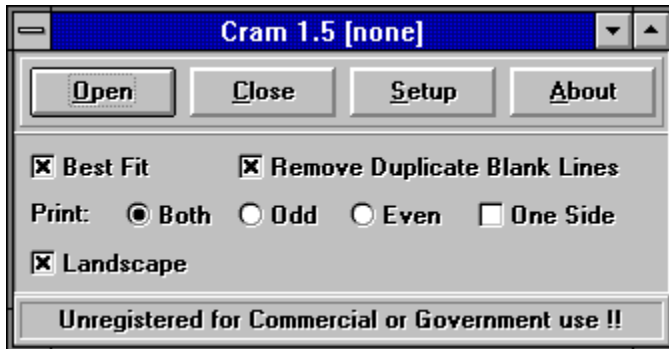 Cram 1.5 [none]
Open Close Setup About
Best Fit Remove Duplicate Blank Lines
Print: Both Odd Even One Side
Landscape
Unregistered for Commercial or Government use !!